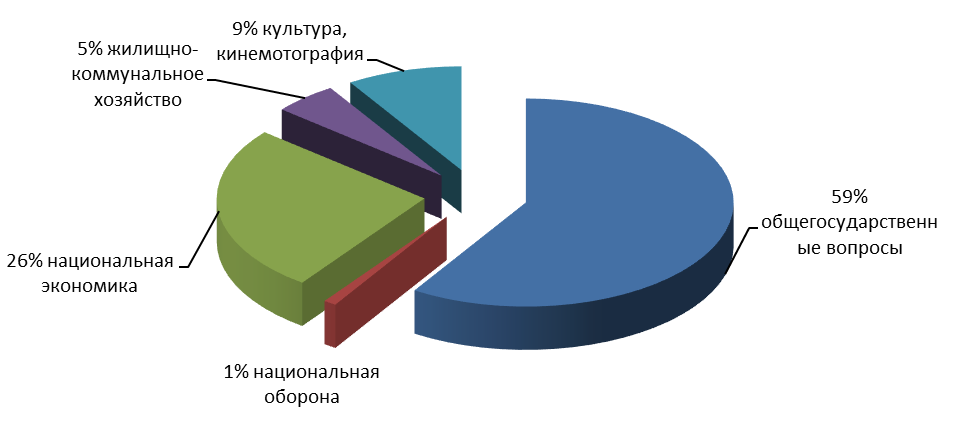 9% культура,
кинемотография
5% жилищно-
коммунальное
хозяйство
59%
общегосударственн
ые вопросы
26% национальная
экономика
1% национальная
оборона